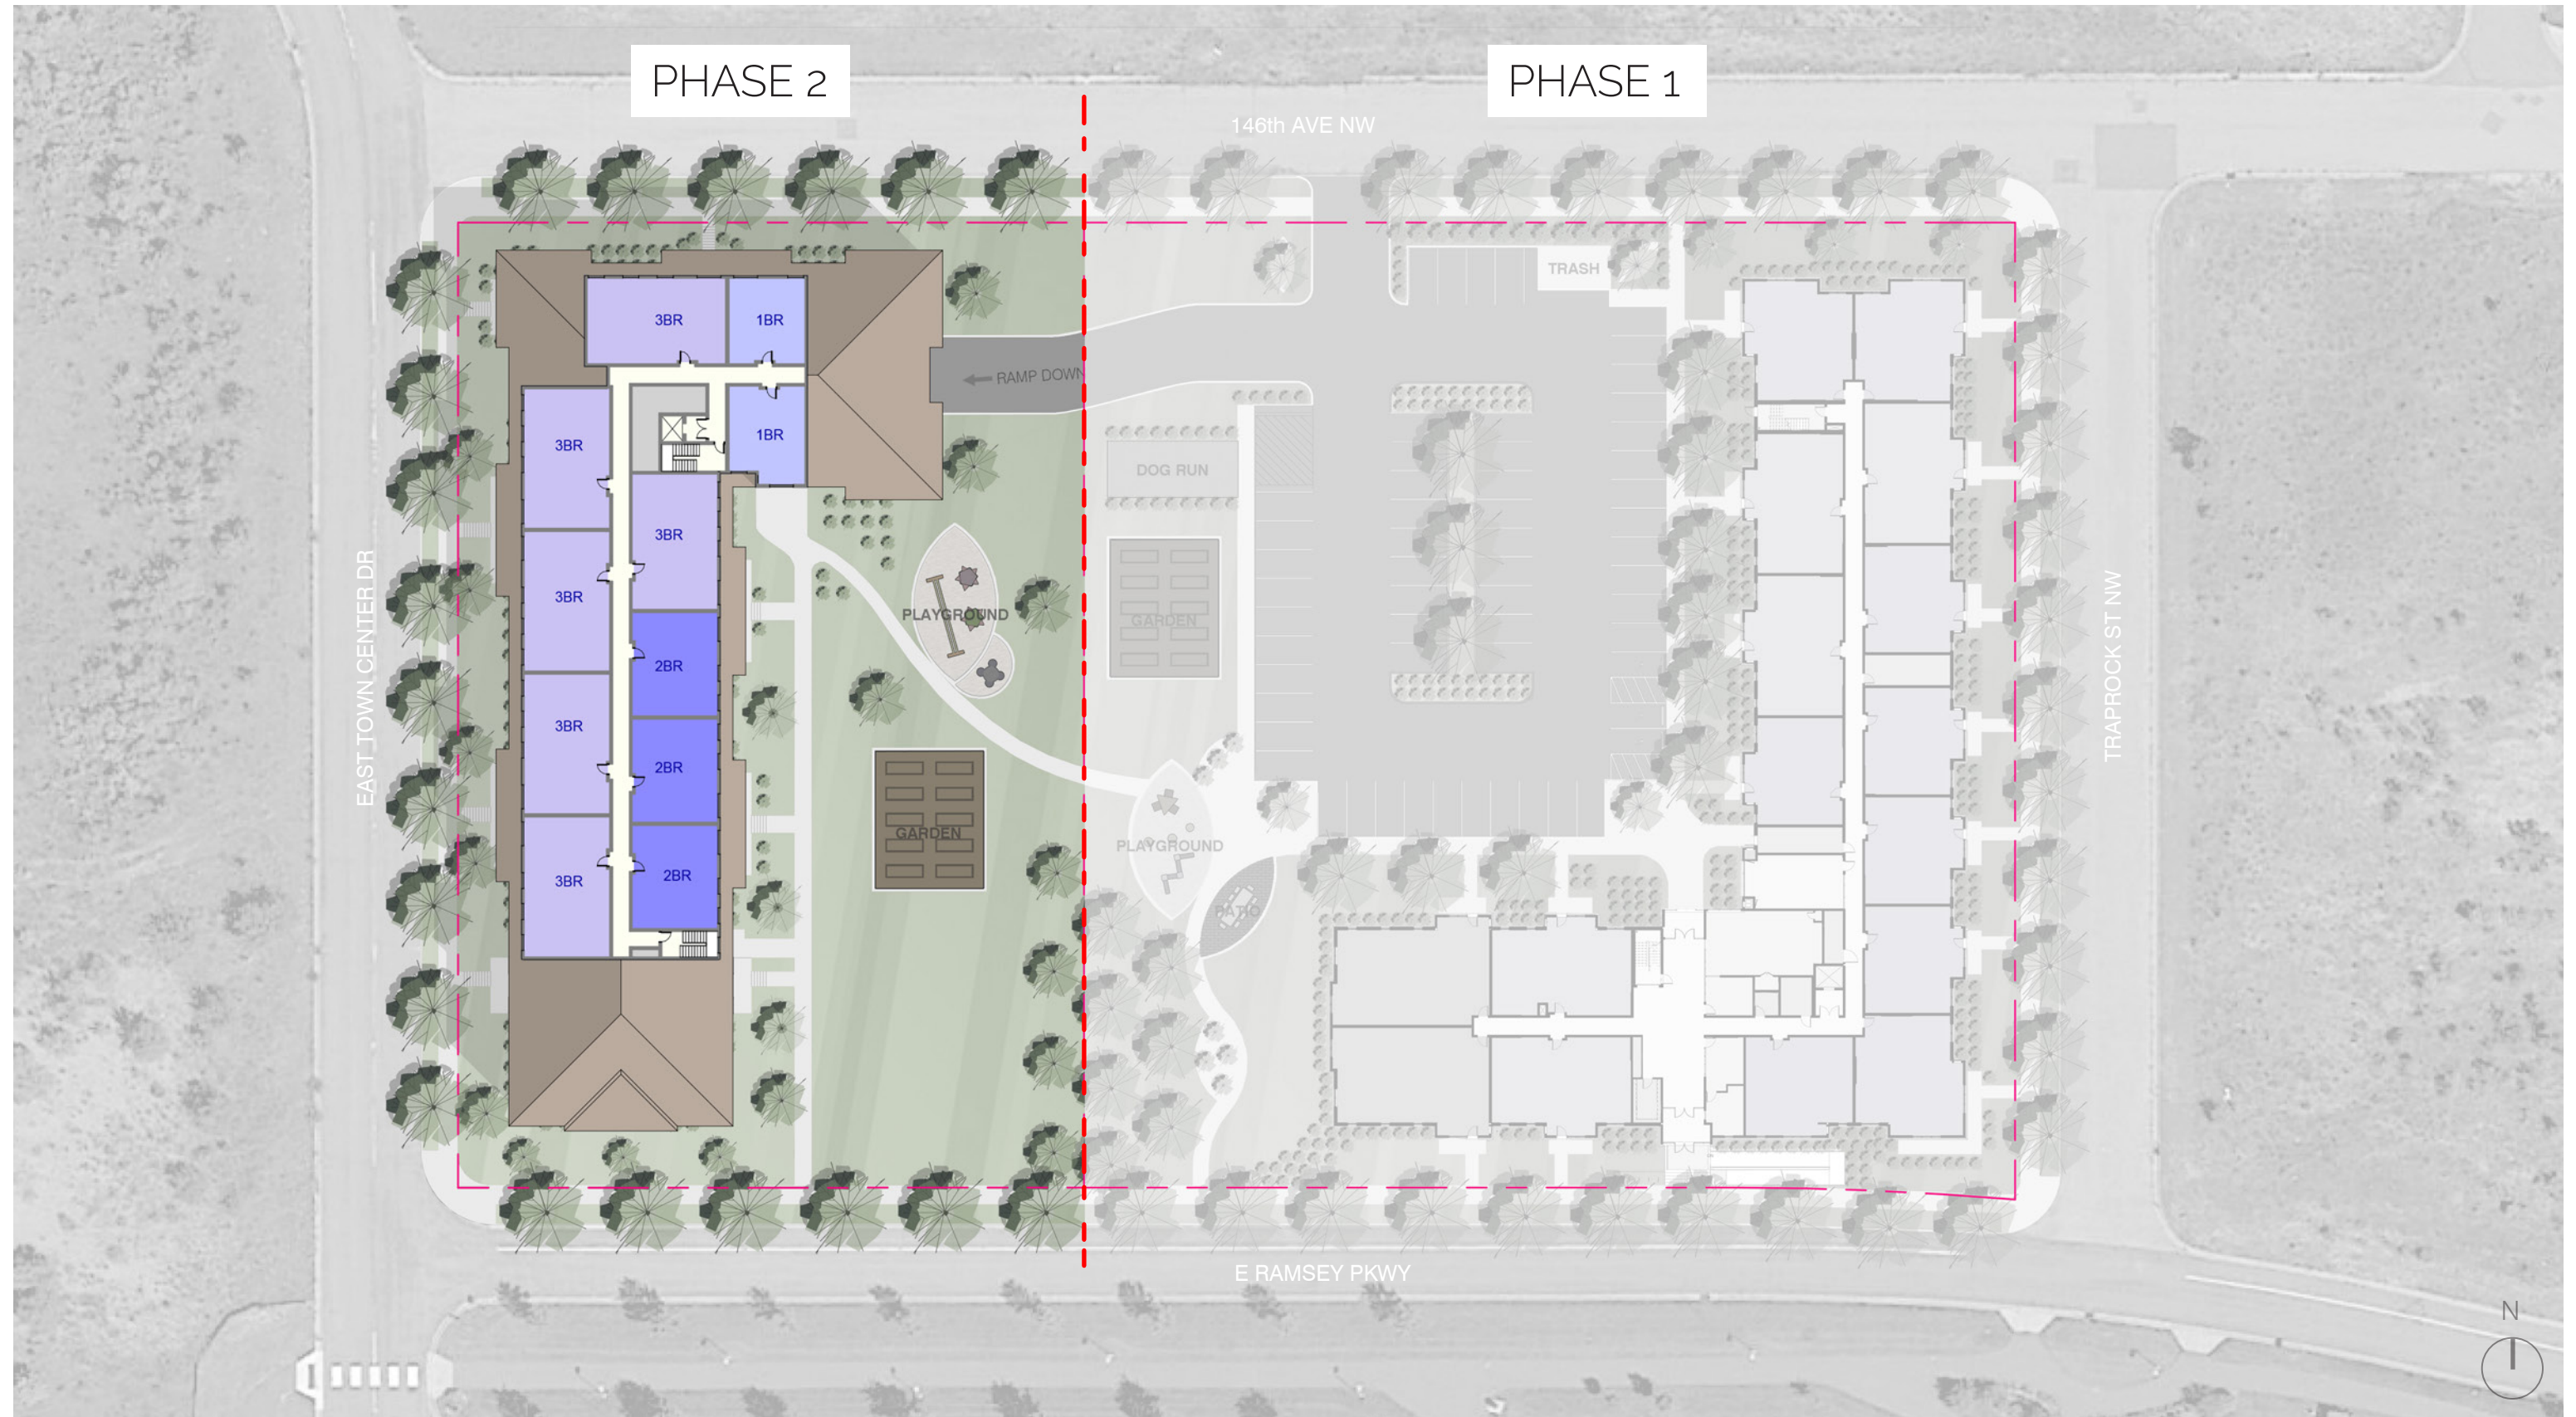 PHASE 2
PHASE 1
146th AVE NW
TRASH
3BR
1BR
RAMP DOWN
3BR
1BR
DOG RUN
3BR
3BR
PLAYGROUND
GARDEN
EAST TOWN CENTER DR
TRAPROCK ST NW
2BR
3BR
2BR
GARDEN
PLAYGROUND
3BR
2BR
PATIO
E RAMSEY PKWY
N